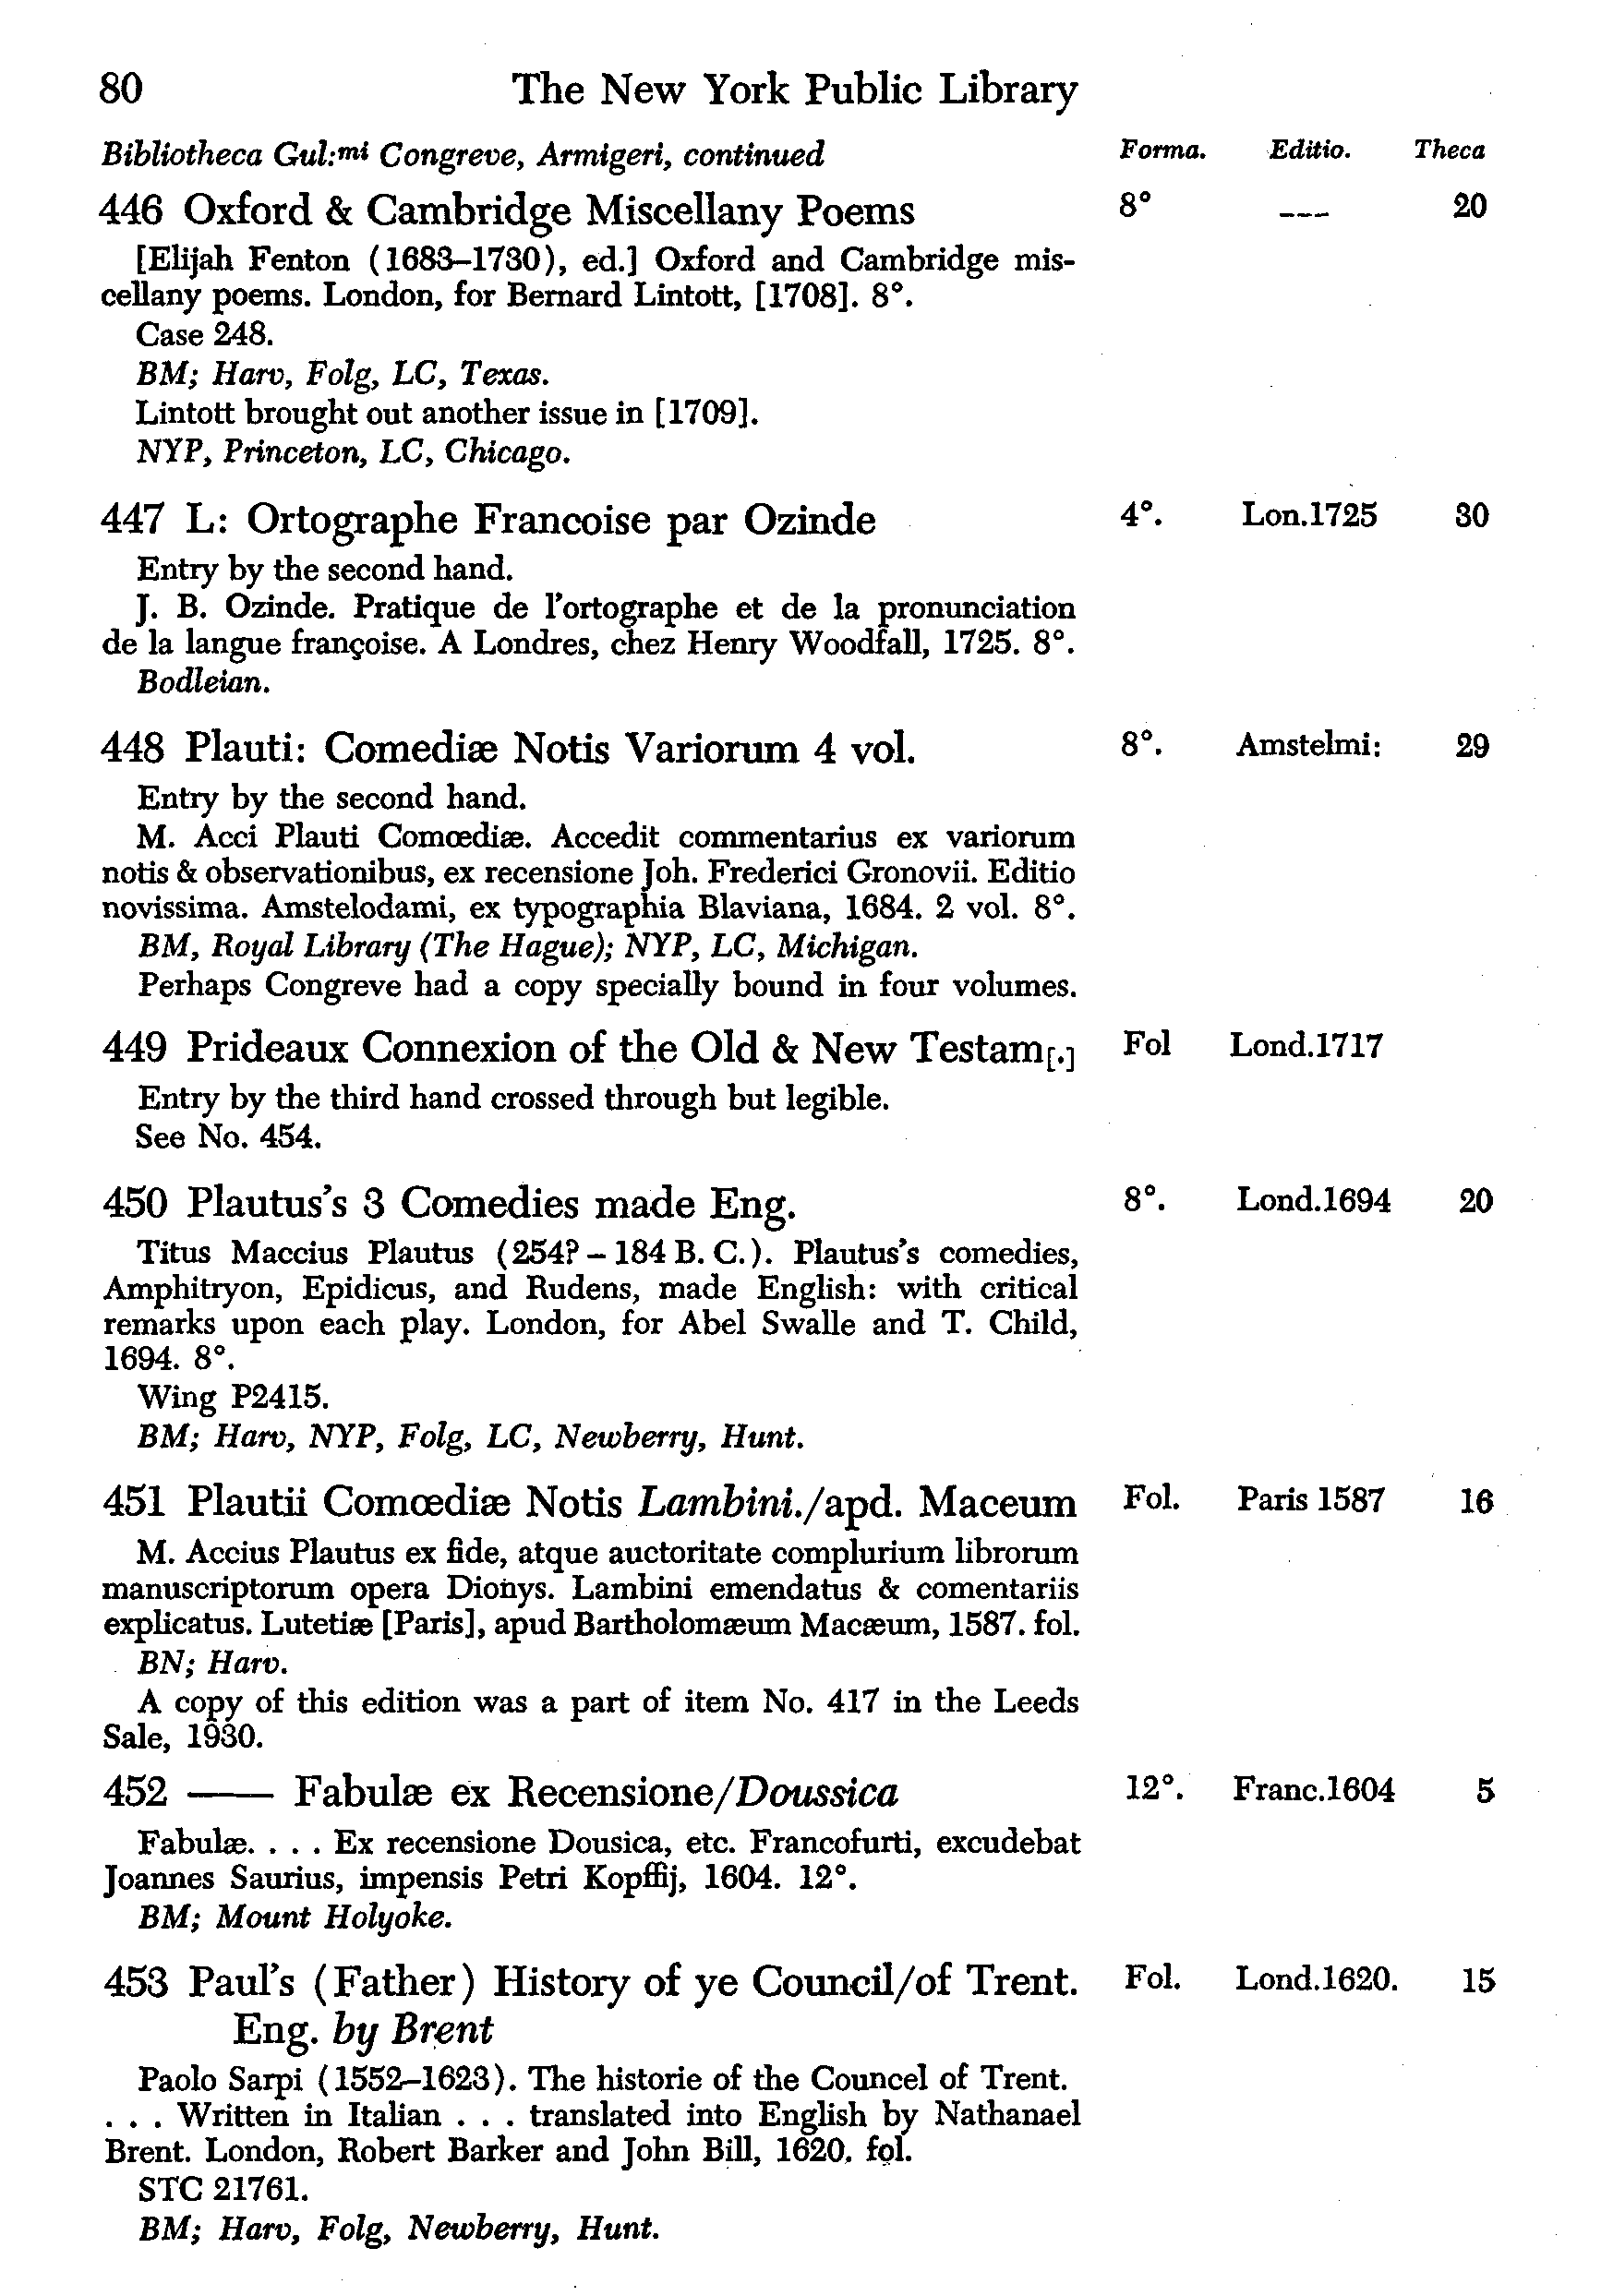 80 The New York Public Library
Bibliotheca Gul:mi Congreve, Armigeri, continued Forma. Editio. Theca
446 Oxford & Cambridge Miscellany Poems 8° --- 20
[Elijah Fenton (1683–1730), ed.] Oxford and Cambridge mis-
cellany poems. London, for Bernard Lintott, [1708]. 8°.
Case 248.
BM; Harv, Folg, LC, Texas.
Lintott brought out another issue in [1709].
NYP, Princeton, LC, Chicago.
447 L: Ortographe Francoise par Ozinde 4°. Lon.1725 30
Entry by the second hand.
J. B. Ozinde. Pratique de l'ortographe et de la pronunciation
de la langue françoise. A Londres, chez Henry Woodfall, 1725. 8°.
Bodleian.
448 Plauti: Comediæ Notis Variorum 4 vol. 8°. Amstelmi: 29
Entry by the second hand.
M. Acci Plauti Comœdiæ. Accedit commentarius ex variorum
notis & observationibus, ex recensione Joh. Frederici Gronovii. Editio
novissima. Amstelodami, ex typographia Blaviana, 1684. 2 vol. 8°.
BM, Royal Library (The Hague); NYP, LC, Michigan.
Perhaps Congreve had a copy specially bound in four volumes.
449 Prideaux Connexion of the Old & New Testam[.] Fol Lond.1717
Entry by the third hand crossed through but legible.
See No. 454.
450 Plautus's 3 Comedies made Eng. 8°. Lond.1694 20
Titus Maccius Plautus (254? – 184 B. C.). Plautus's comedies,
Amphitryon, Epidicus, and Rudens, made English: with critical
remarks upon each play. London, for Abel Swalle and T. Child,
1694. 8°.
Wing P2415.
BM; Harv, NYP, Folg, LC, Newberry, Hunt.
451 Plautii Comœdiæ Notis Lambini./apd. Maceum Fol. Paris 1587 16
M. Accius Plautus ex fide, atque auctoritate complurium librorum
manuscriptorum opera Dionys. Lambini emendatus & comentariis
explicatus. Lutetiæ [Paris], apud Bartholomæum Macæum, 1587. fol.
BN; Harv.
A copy of this edition was a part of item No. 417 in the Leeds
Sale, 1930.
452 —— Fabulæ ex Recensione/Doussica 12°. Franc.1604 5
Fabulæ. . . . Ex recensione Dousica, etc. Francofurti, excudebat
Joannes Saurius, impensis Petri Kopffij, 1604. 12°.
BM; Mount Holyoke.
453 Paul's (Father) History of ye Council/of Trent. Fol. Lond.1620. 15
Eng. by Brent
Paolo Sarpi (1552–1623). The historie of the Councel of Trent.
. . . Written in Italian . . . translated into English by Nathanael
Brent. London, Robert Barker and John Bill, 1620. fol.
STC 21761.
BM; Harv, Folg, Newberry, Hunt.